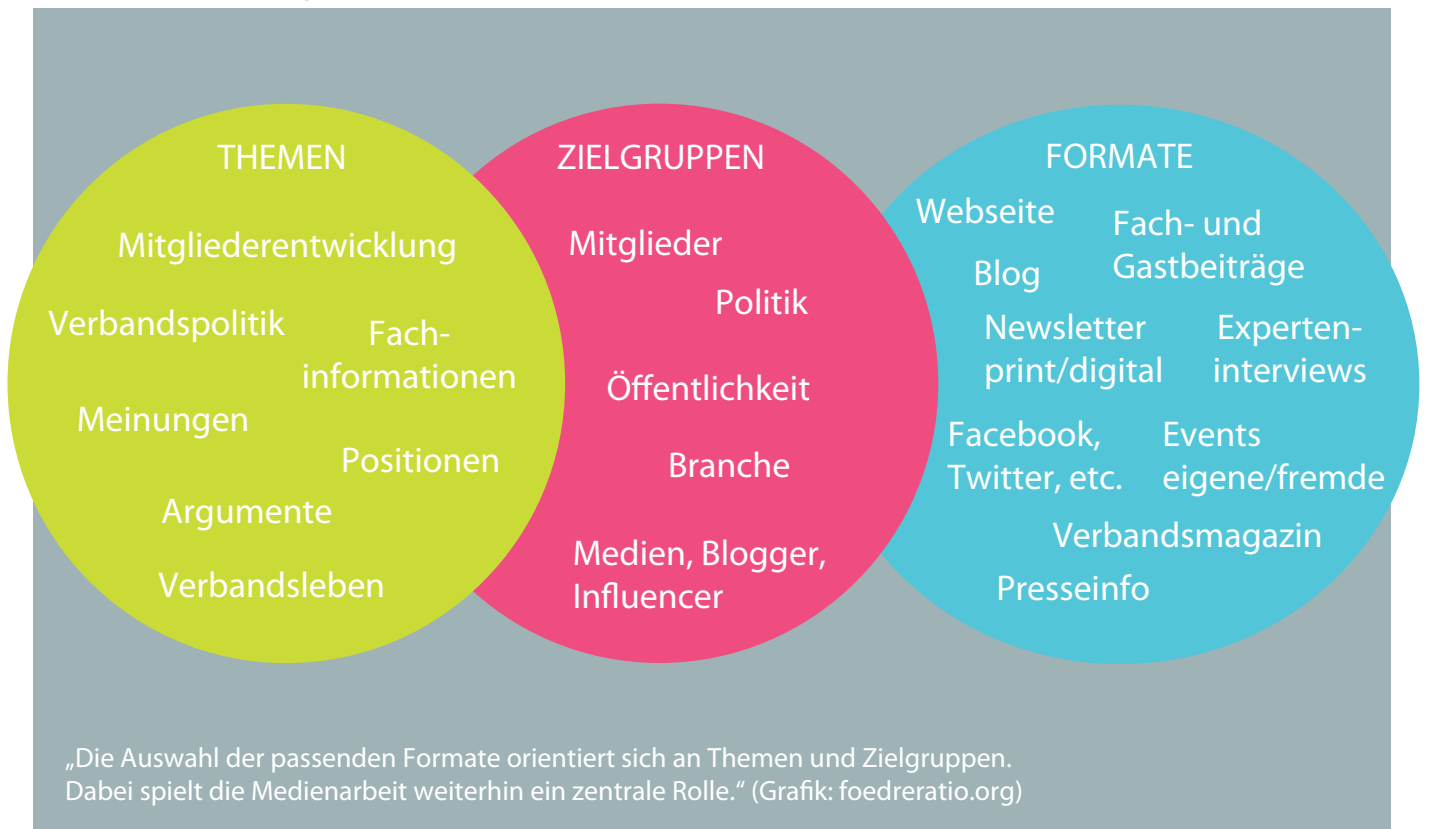 THEMEN
Mitgliederentwicklung
Verbandspolitik
Fach-
informationen
Meinungen
Positionen
Argumente
Verbandsleben
ZIELGRUPPEN
Mitglieder
Politik
Öffentlichkeit
Branche
Medien, Blogger,
Influencer
FORMATE
Webseite
Fach- und
Gastbeiträge
Blog
Newsletter
print/digital
Experten-
interviews
Facebook,
Twitter, etc.
Events
eigene/fremde
Verbandsmagazin
Presseinfo
„Die Auswahl der passenden Formate orientiert sich an Themen und Zielgruppen.
Dabei spielt die Medienarbeit weiterhin ein zentrale Rolle.“ (Grafik: foedreratio.org)